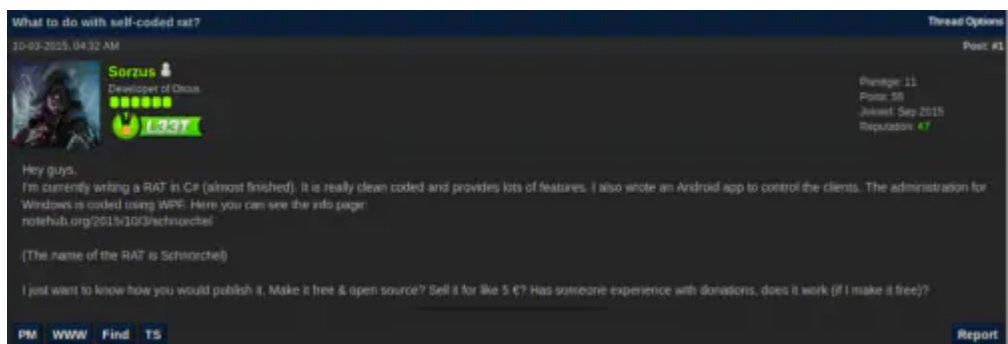 What to do with self-coded rat?
Thread Options
10-03-2015, 04:32 AM
Post: #1
Sorzus
Developer of Orcus
L33T
Prestige: 11
Posts: 55
Joined: Sep 2015
Reputation: 47
Hey guys,
I'm currently writing a RAT in C# (almost finished). It is really clean coded and provides lots of features. I also wrote an Android app to control the clients. The administration for
Windows is coded using WPF. Here you can see the info page:
notehub.org/2015/10/3/schnorchel
(The name of the RAT is Schnorchel)
I just want to know how you would publish it. Make it free & open source? Sell it for like 5 €? Has someone experience with donations, does it work (if I make it free)?
PM WWW Find TS
Report